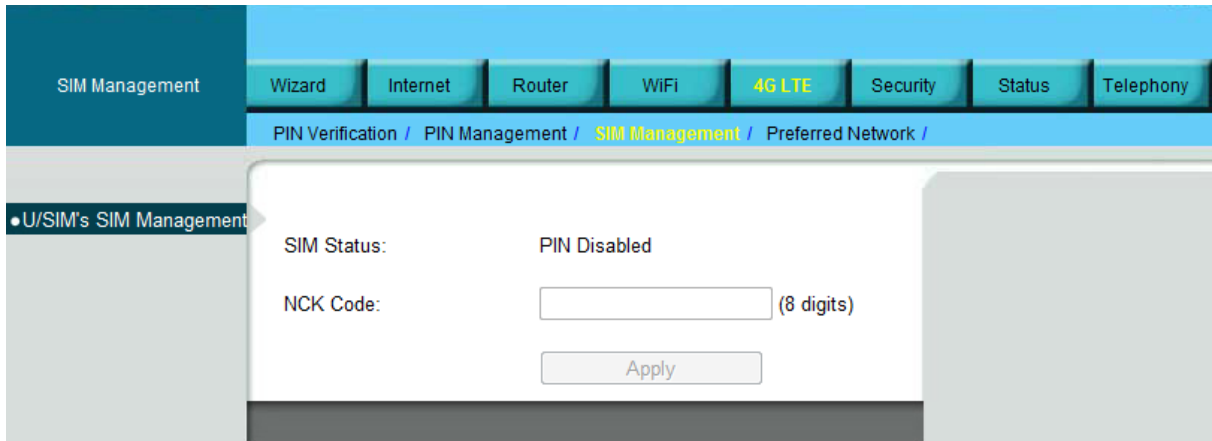 SIM Management
Wizard Internet Router WiFi 4G LTE Security Status Telephony
PIN Verification / PIN Management / SIM Management / Preferred Network /
●U/SIM's SIM Management
SIM Status: PIN Disabled
NCK Code: (8 digits)
Apply